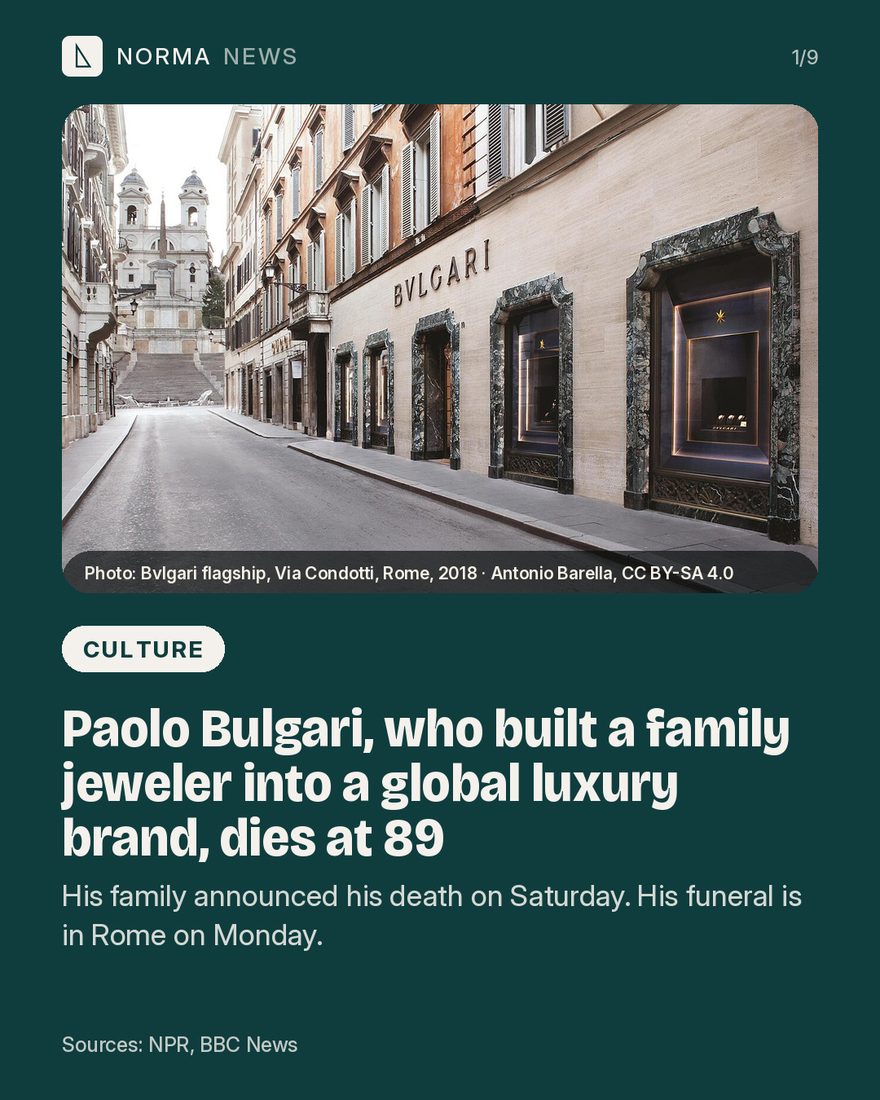 NORMA NEWS
1/9
BVLGARI
BVLGARI
Photo: Bvlgari flagship, Via Condotti, Rome, 2018 · Antonio Barella, CC BY-SA 4.0
CULTURE
Paolo Bulgari, who built a family
jeweler into a global luxury
brand, dies at 89
His family announced his death on Saturday. His funeral is
in Rome on Monday.
Sources: NPR, BBC News